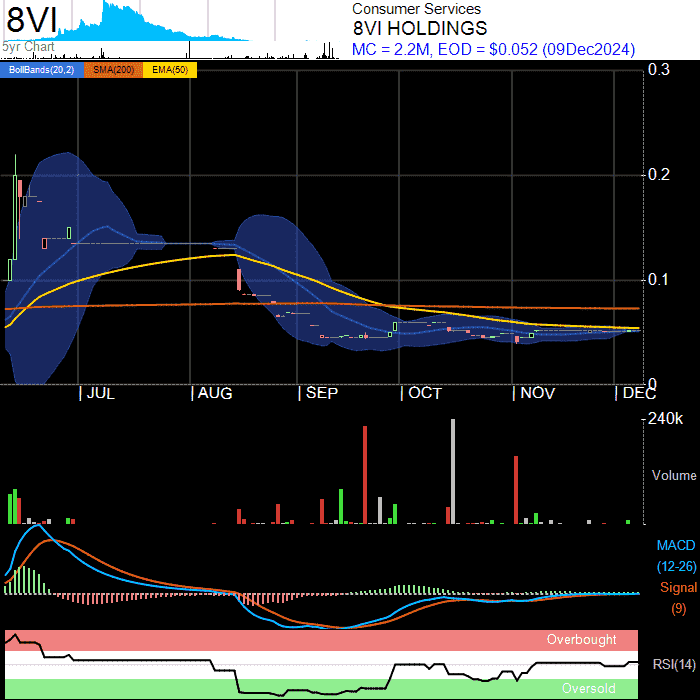 8VI
5yr Chart
Consumer Services
8VI HOLDINGS
MC = 2.2M, EOD = $0.052 (09Dec2024)
BollBands(20,2) SMA(200) EMA(50)
0.3
0.2
0.1
0
JUL AUG SEP OCT NOV DEC
240k
Volume
MACD
(12-26)
Signal
(9)
Overbought
RSI(14)
Oversold